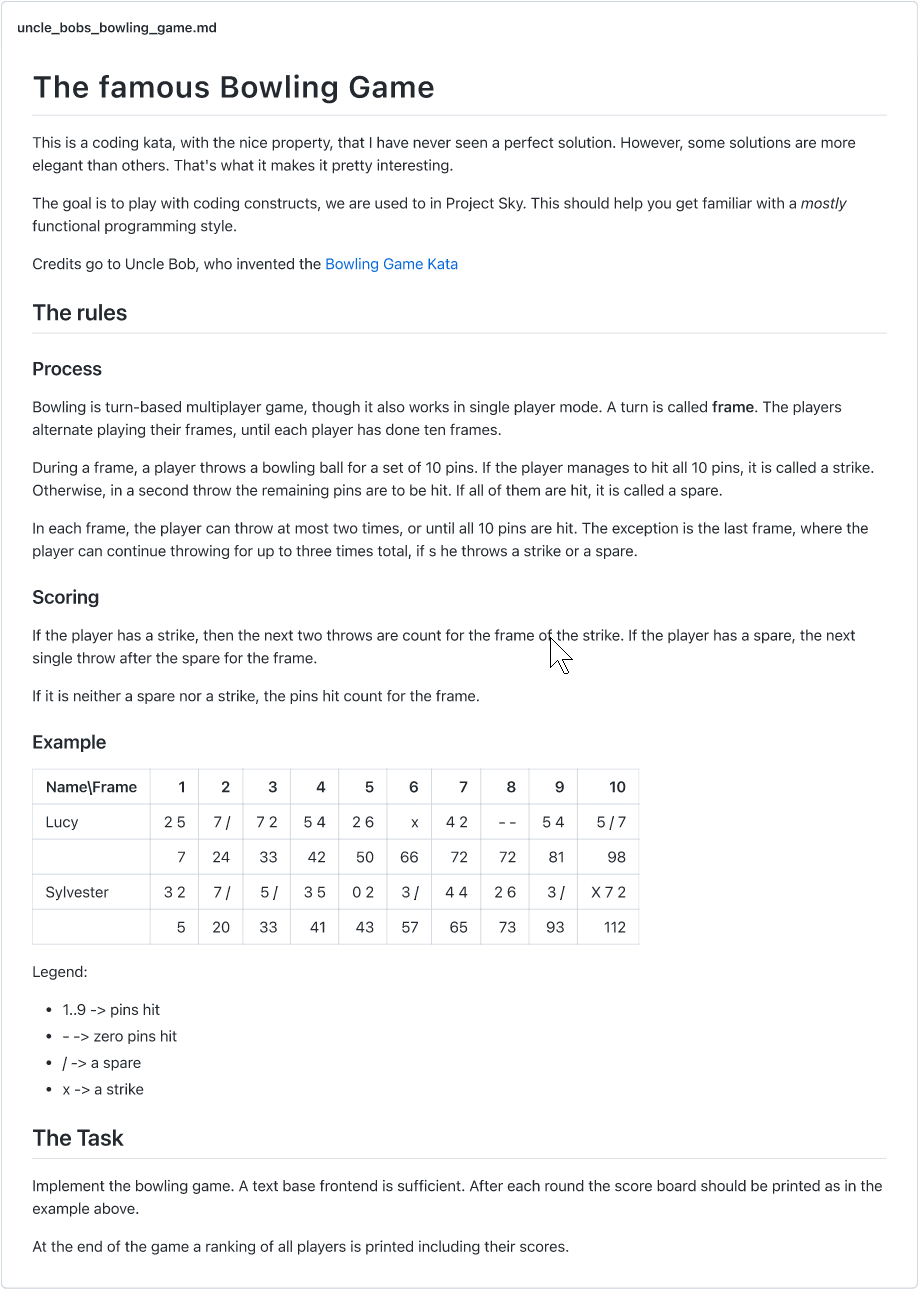 uncle_bobs_bowling_game.md
The famous Bowling Game
This is a coding kata, with the nice property, that I have never seen a perfect solution. However, some solutions are more
elegant than others. That's what it makes it pretty interesting.
The goal is to play with coding constructs, we are used to in Project Sky. This should help you get familiar with a mostly
functional programming style.
Credits go to Uncle Bob, who invented the Bowling Game Kata
The rules
Process
Bowling is turn-based multiplayer game, though it also works in single player mode. A turn is called frame. The players
alternate playing their frames, until each player has done ten frames.
During a frame, a player throws a bowling ball for a set of 10 pins. If the player manages to hit all 10 pins, it is called a strike.
Otherwise, in a second throw the remaining pins are to be hit. If all of them are hit, it is called a spare.
In each frame, the player can throw at most two times, or until all 10 pins are hit. The exception is the last frame, where the
player can continue throwing for up to three times total, if s he throws a strike or a spare.
Scoring
If the player has a strike, then the next two throws are count for the frame of the strike. If the player has a spare, the next
single throw after the spare for the frame.
If it is neither a spare nor a strike, the pins hit count for the frame.
Example
Name\Frame 1 2 3 4 5 6 7 8 9 10
Lucy 2 5 7 / 7 2 5 4 2 6 x 4 2 - - 5 4 5 / 7
7 24 33 42 50 66 72 72 81 98
Sylvester 3 2 7 / 5 / 3 5 0 2 3 / 4 4 2 6 3 / X 7 2
5 20 33 41 43 57 65 73 93 112
Legend:
• 1..9 -> pins hit
• - -> zero pins hit
• / -> a spare
• x -> a strike
The Task
Implement the bowling game. A text base frontend is sufficient. After each round the score board should be printed as in the
example above.
At the end of the game a ranking of all players is printed including their scores.